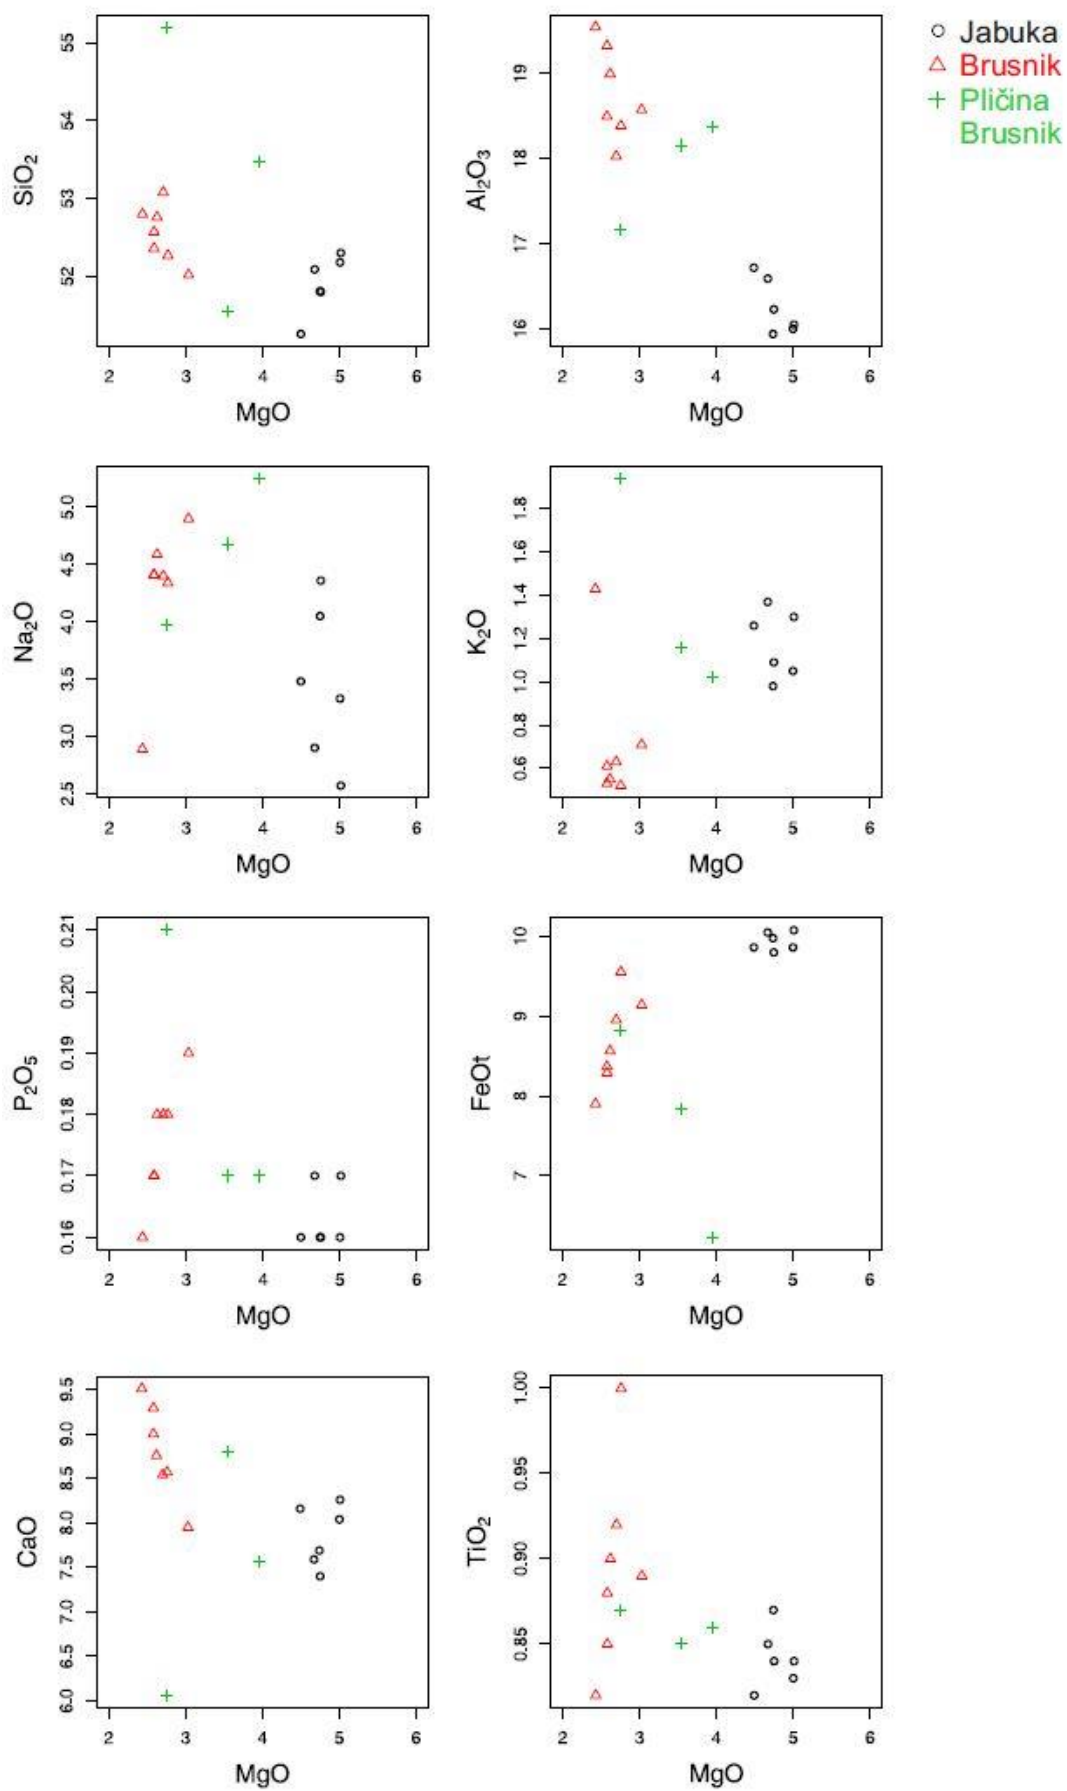 Jabuka
Brusnik
Pličina
Brusnik
SiO2
52 53 54 55
2 3 4 5 6
MgO
Al2O3
16 17 18 19
2 3 4 5 6
MgO
Na2O
2.5 3.0 3.5 4.0 4.5 5.0
2 3 4 5 6
MgO
K2O
0.6 0.8 1.0 1.2 1.4 1.6 1.8
2 3 4 5 6
MgO
P2O5
0.16 0.17 0.18 0.19 0.20 0.21
2 3 4 5 6
MgO
FeOt
7 8 9 10
2 3 4 5 6
MgO
CaO
6.0 6.5 7.0 7.5 8.0 8.5 9.0 9.5
2 3 4 5 6
MgO
TiO2
0.85 0.90 0.95 1.00
2 3 4 5 6
MgO